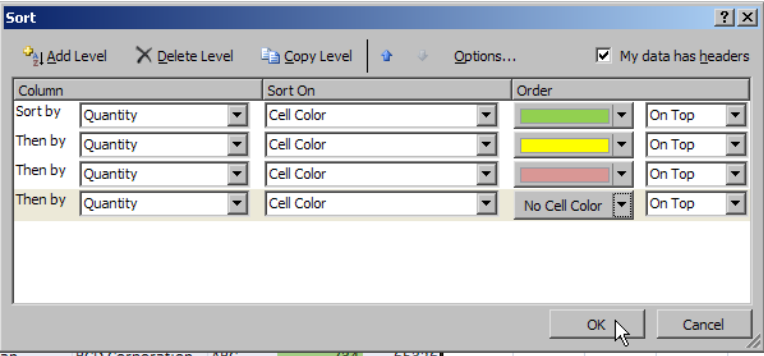 Sort
Add Level Delete Level Copy Level Options... My data has headers
Column Sort On Order
Sort by Quantity Cell Color On Top
Then by Quantity Cell Color On Top
Then by Quantity Cell Color On Top
Then by Quantity Cell Color No Cell Color On Top
OK Cancel